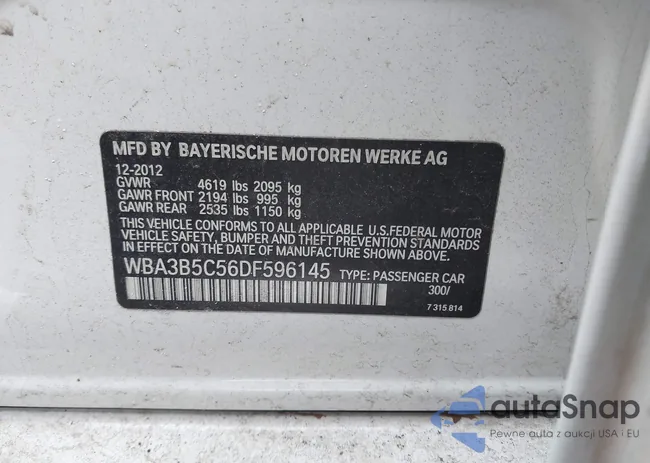 MFD BY BAYERISCHE MOTOREN WERKE AG
12-2012
GVWR 4619 lbs 2095 kg
GAWR FRONT 2194 lbs 995 kg
GAWR REAR 2535 lbs 1150 kg
THIS VEHICLE CONFORMS TO ALL APPLICABLE U.S.FEDERAL MOTOR
VEHICLE SAFETY, BUMPER AND THEFT PREVENTION STANDARDS
IN EFFECT ON THE DATE OF MANUFACTURE SHOWN ABOVE.
WBA3B5C56DF596145 TYPE: PASSENGER CAR
300/
7 315 814
autoSnap
Pewne auta z aukcji USA i EU